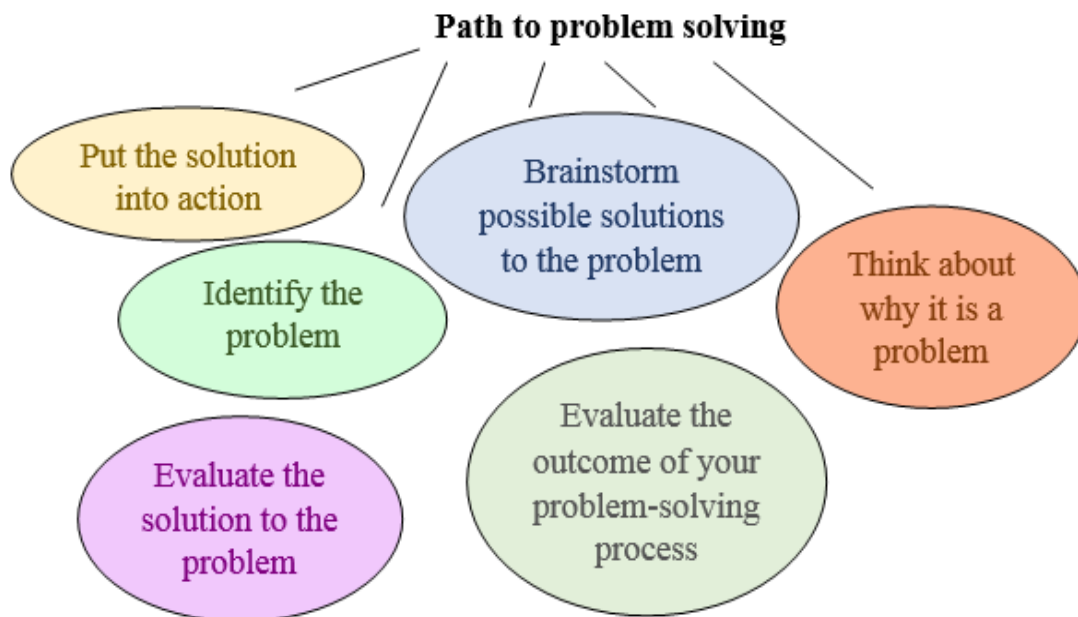 Path to problem solving
Put the solution
into action
Brainstorm
possible solutions
to the problem
Identify the
problem
Think about
why it is a
problem
Evaluate the
solution to the
problem
Evaluate the
outcome of your
problem-solving
process